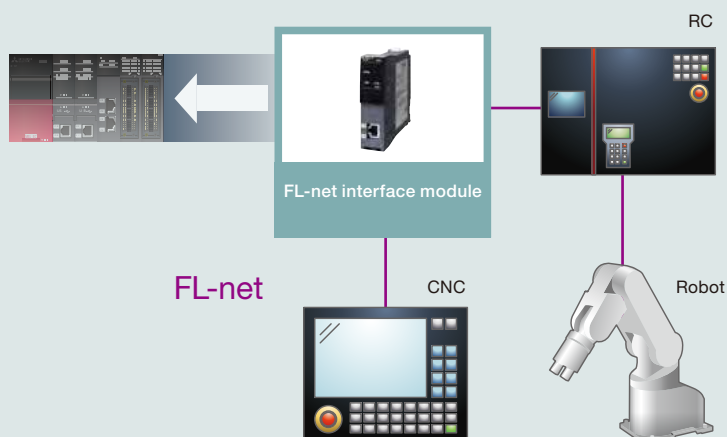 RC
FL-net interface module
FL-net
CNC
Robot